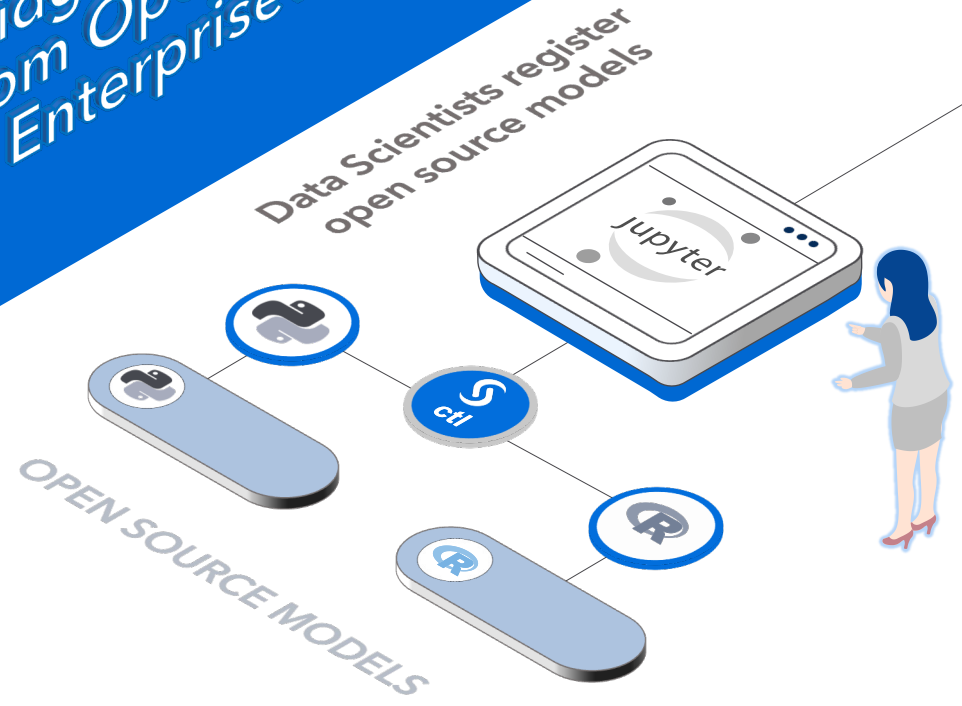 Enterprise
Data Scientists register
open source models
jupyter
ctl
R
R
OPEN SOURCE MODELS